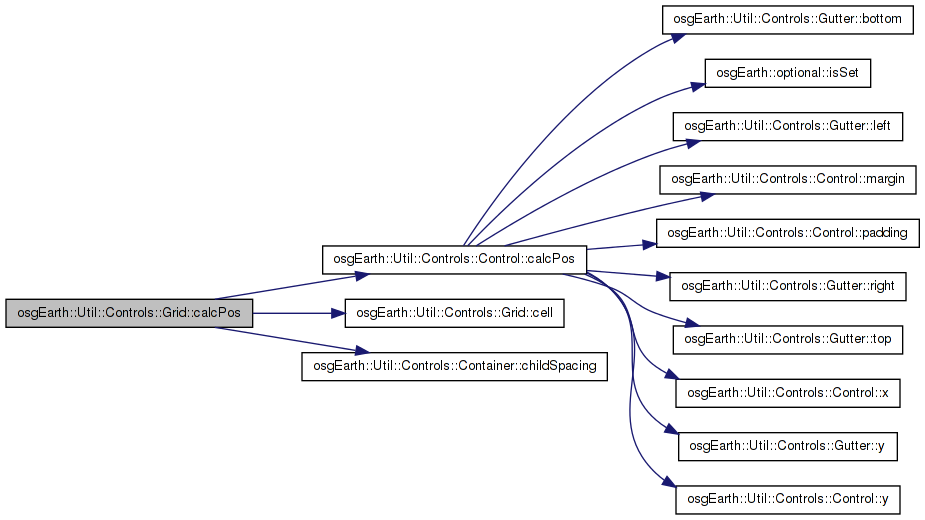 osgEarth::Util::Controls::Gutter::bottom
osgEarth::optional::isSet
osgEarth::Util::Controls::Gutter::left
osgEarth::Util::Controls::Control::margin
osgEarth::Util::Controls::Control::padding
osgEarth::Util::Controls::Control::calcPos
osgEarth::Util::Controls::Gutter::right
osgEarth::Util::Controls::Grid::calcPos
osgEarth::Util::Controls::Grid::cell
osgEarth::Util::Controls::Gutter::top
osgEarth::Util::Controls::Container::childSpacing
osgEarth::Util::Controls::Control::x
osgEarth::Util::Controls::Gutter::y
osgEarth::Util::Controls::Control::y